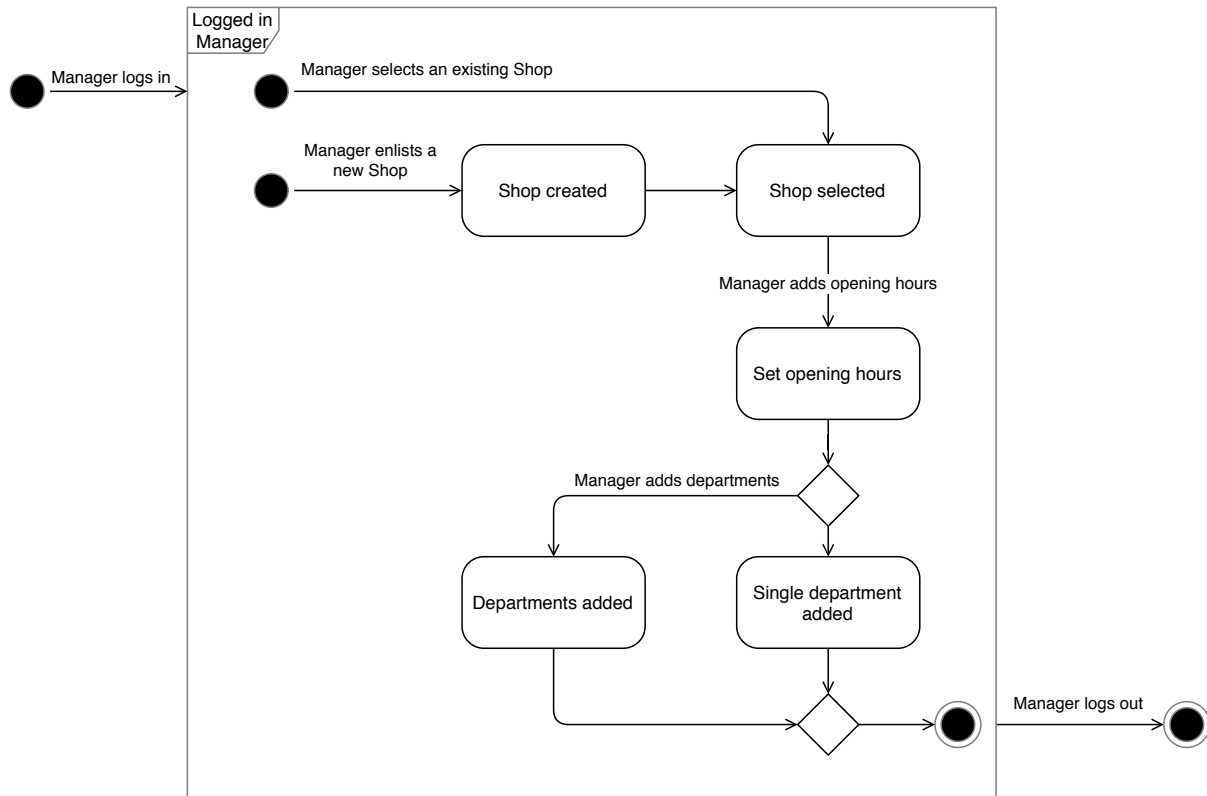 Logged in
Manager
Manager logs in
Manager selects an existing Shop
Manager enlists a
new Shop
Shop created
Shop selected
Manager adds opening hours
Set opening hours
Manager adds departments
Departments added
Single department
added
Manager logs out